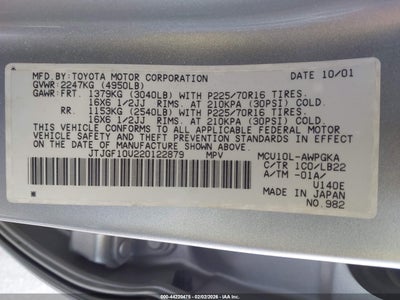 MFD.BY:TOYOTA MOTOR CORPORATION DATE 10/01
GVWR: 2247KG (4950LB)
GAWR: FRT. 1379KG (3040LB) WITH P225/70R16 TIRES.
16X6 1/2JJ RIMS. AT 210KPA (30PSI) COLD.
RR. 1153KG (2540LB) WITH P225/70R16 TIRES.
16X6 1/2JJ RIMS. AT 210KPA (30PSI) COLD.
THIS VEHICLE CONFORMS TO ALL APPLICABLE FEDERAL MOTOR
VEHICLE SAFETY AND THEFT PREVENTION STANDARDS IN EFFECT
ON THE DATE OF MANUFACTURE SHOWN ABOVE.
JTJGF10U220122879 MPV MCU10L-AWPGKA
C/TR 1C0/LB22
A/TM -01A/
U140E
MADE IN JAPAN
NO.982
000-44239475 - 02/02/2026 - IAA